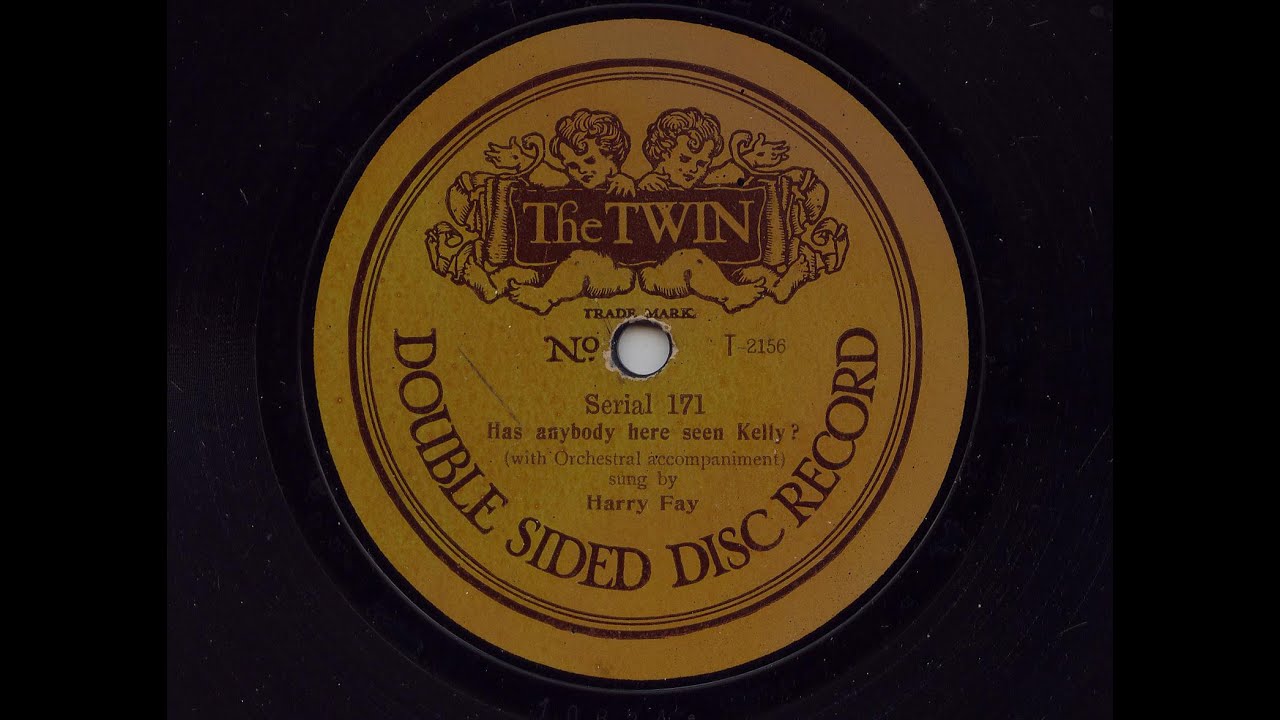 The TWIN
TRADE MARK.
No. T-2156
Serial 171
Has anybody here seen Kelly?
(with Orchestral accompaniment)
sung by
Harry Fay
DOUBLE SIDED DISC RECORD